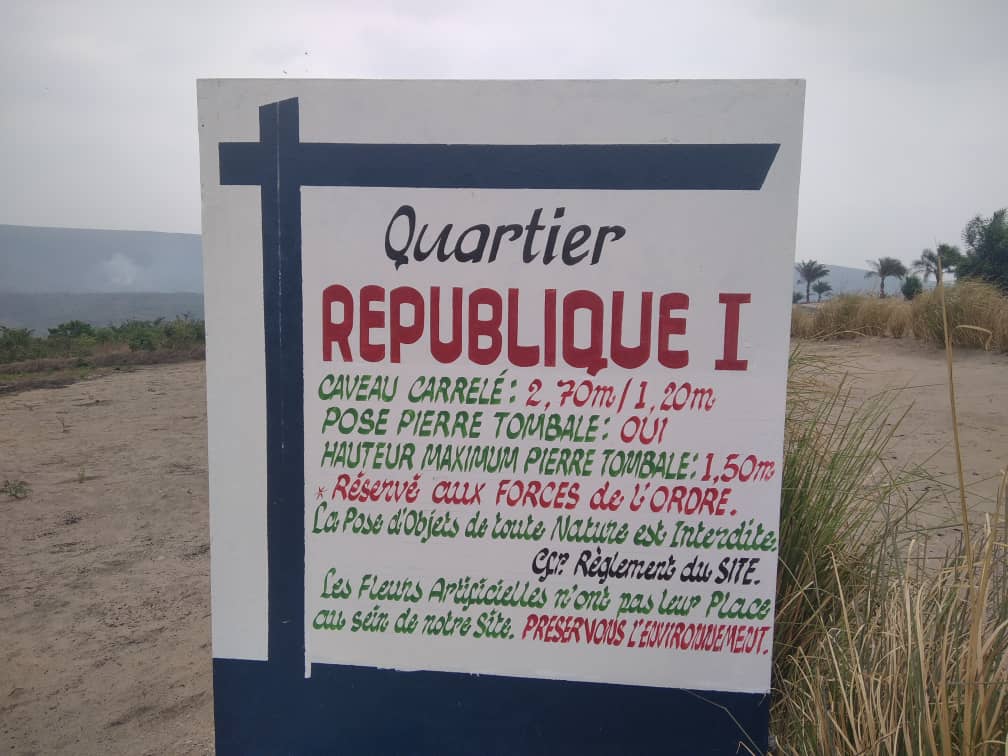 Quartier
REPUBLIQUE I
CAVEAU CARRELÉ: 2,70m/1,20m
POSE PIERRE TOMBALE: OUI
HAUTEUR MAXIMUM PIERRE TOMBALE: 1,50m
* Réservé aux FORCES de L'ORDRE.
La Pose d'Objets de toute Nature est Interdite.
Cfr. Règlement du SITE.
Les Fleurs Artificielles n'ont pas leur Place
au sein de notre Site. PRESERVONS L'ENVIRONNEMENT.